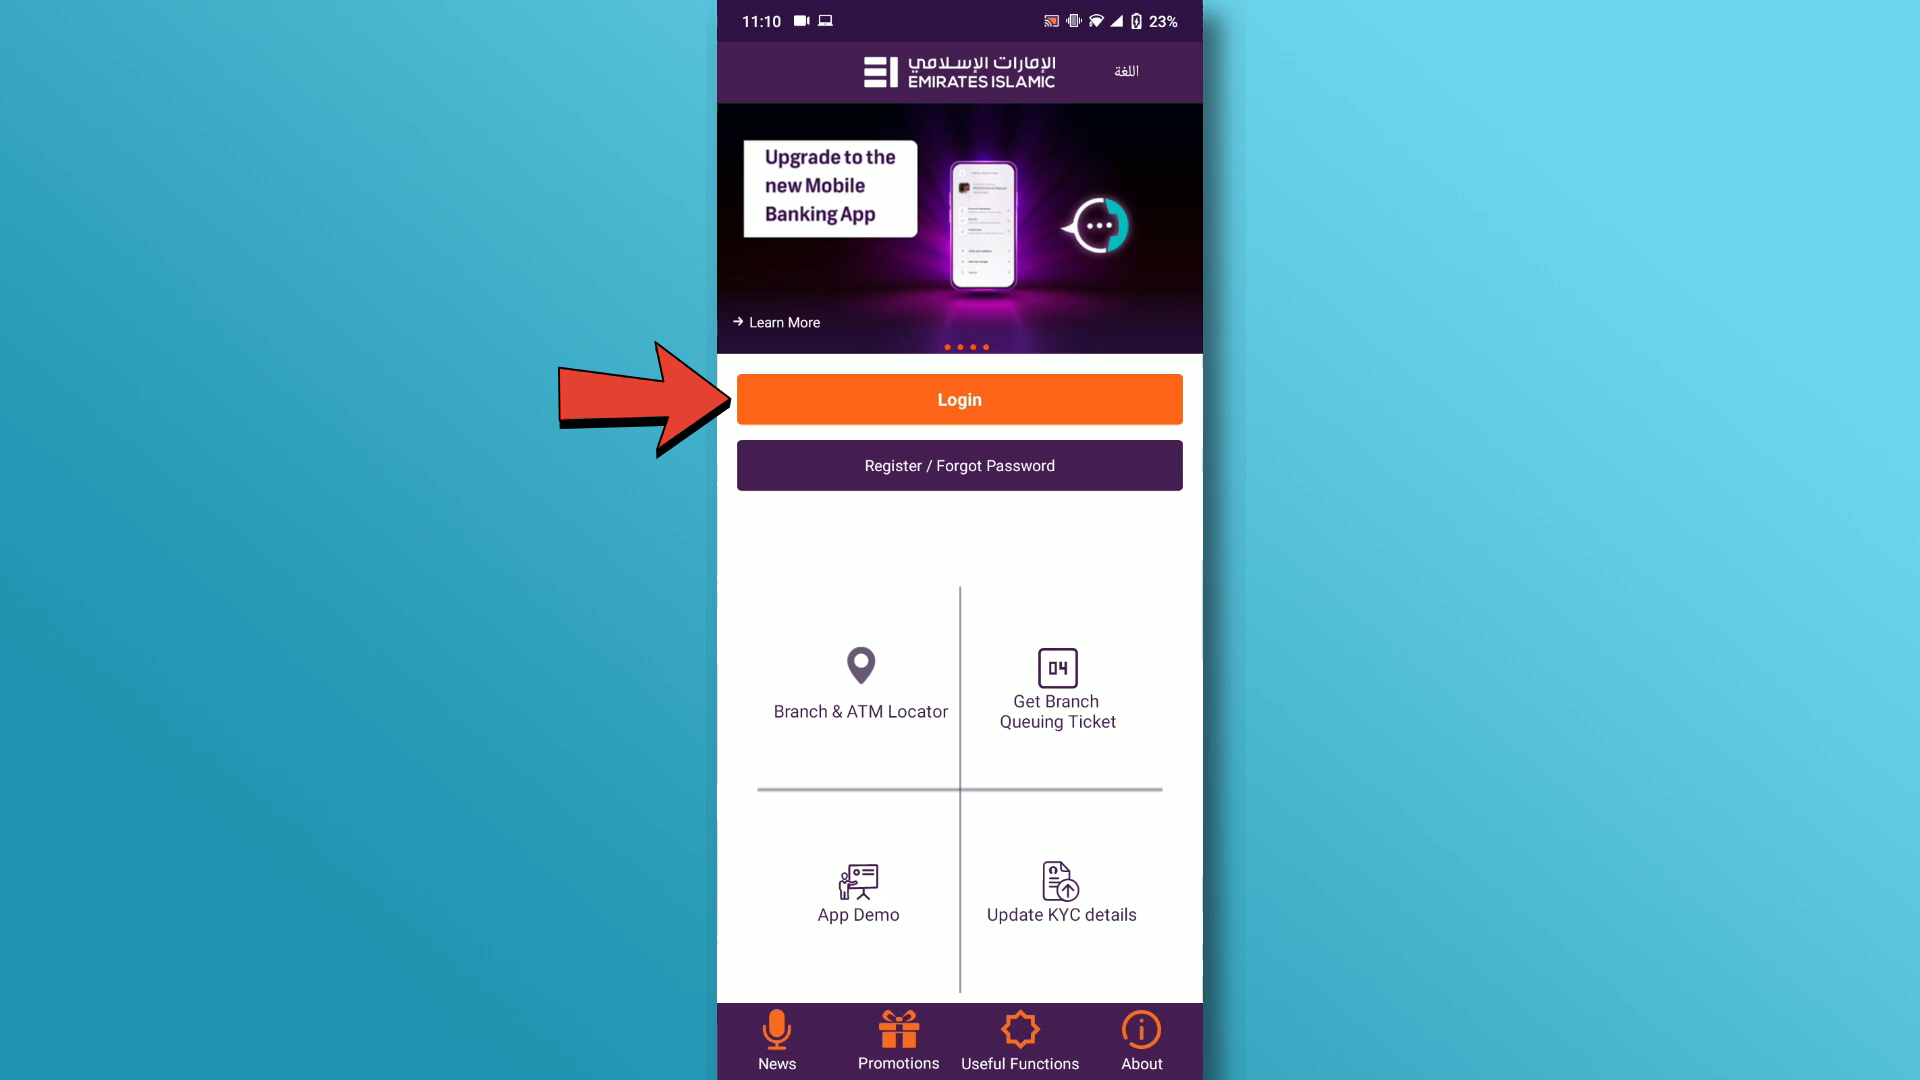 11:10
23%
الإمارات الإسلامي
EMIRATES ISLAMIC
اللغة
Upgrade to the
new Mobile
Banking App
→ Learn More
Login
Register / Forgot Password
Branch & ATM Locator
04
Get Branch
Queuing Ticket
App Demo
Update KYC details
News
Promotions
Useful Functions
About